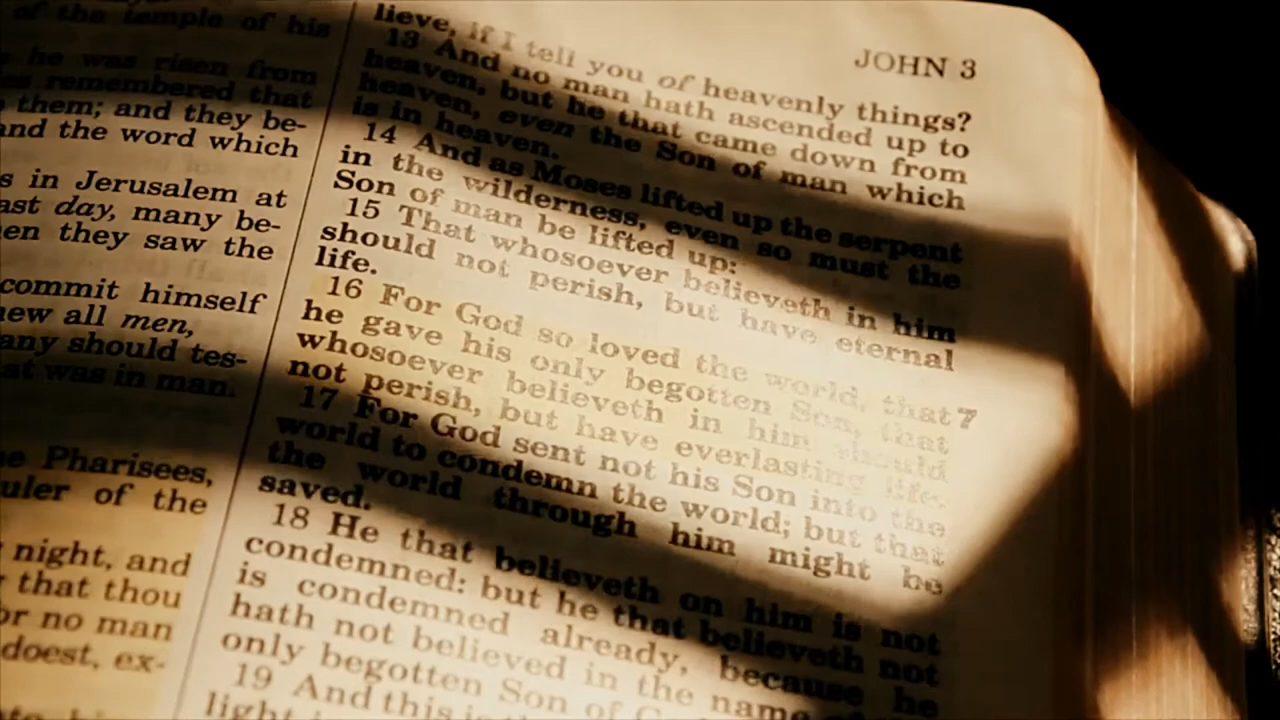 of the temple of his
he was risen from
remembered that
them; and they be-
and the word which
s in Jerusalem at
ast day, many be-
en they saw the
commit himself
new all men,
any should tes-
at was in man.
e Pharisees,
uler of the
night, and
that thou
or no man
doest, ex-
JOHN 3
lieve, if I tell you of heavenly things?
13 And no man hath ascended up to
heaven, but he that came down from
heaven, even the Son of man which
is in heaven.
14 And as Moses lifted up the serpent
in the wilderness, even so must the
Son of man be lifted up:
15 That whosoever believeth in him
should not perish, but have eternal
life.
16 For God so loved the world, that 7
he gave his only begotten Son, that
whosoever believeth in him should
not perish, but have everlasting life.
17 For God sent not his Son into the
world to condemn the world; but that
the world through him might be
saved.
18 He that believeth on him is not
condemned: but he that believeth not
is condemned already, because he
hath not believed in the name
only begotten Son of
19 And this is the
light